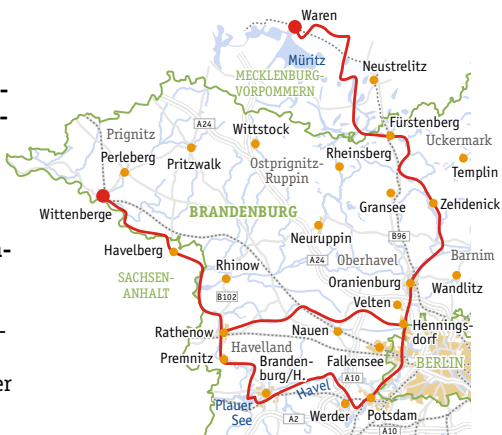 Waren
Müritz
Neustrelitz
MECKLENBURG-
VORPOMMERN
-
-
Fürstenberg
A24
Prignitz
Wittstock
Uckermark
Perleberg
Pritzwalk
Rheinsberg
Ostprignitz-
Ruppin
Templin
Gransee
Zehdenick
Wittenberge
BRANDENBURG
Neuruppin
B96
-
Havelberg
A24
Oberhavel
Barnim
SACHSEN-
ANHALT
Rhinow
Oranienburg
Wandlitz
B102
Velten
-
Rathenow
Nauen
Hennings-
dorf
Premnitz
Havelland
Branden-
burg/H.
Falkensee
BERLIN
er
A10
Havel
Plauer
See
A2
Werder
Potsdam
A10